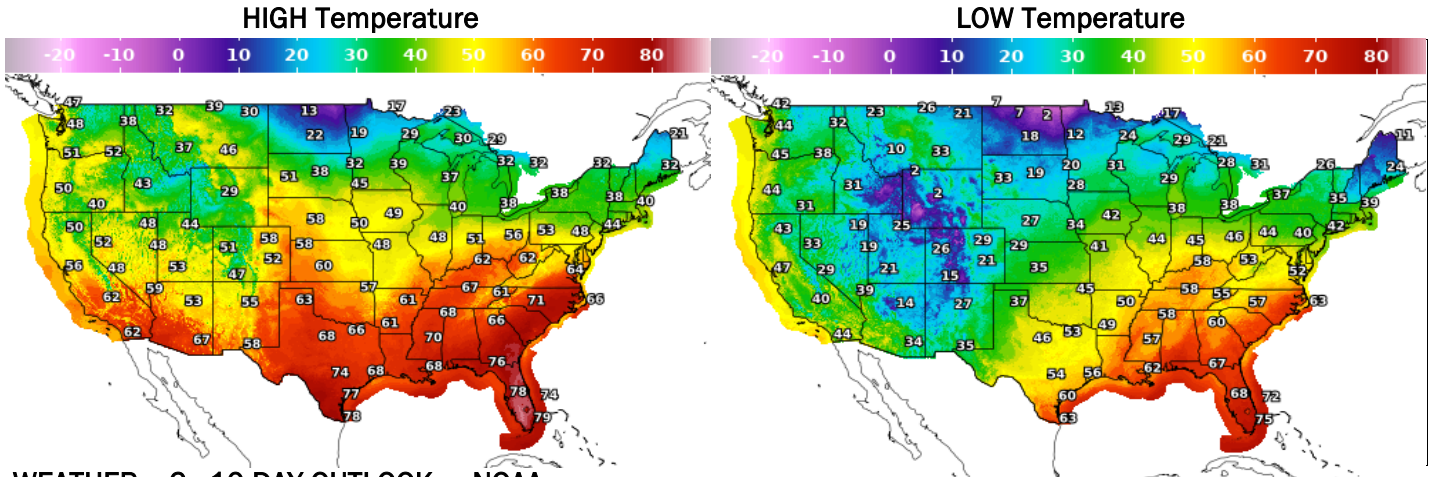 HIGH Temperature LOW Temperature
-20 -10 0 10 20 30 40 50 60 70 80 -20 -10 0 10 20 30 40 50 60 70 80
47 32 39 30 13 17 23 42 23 26 21 7 7 2 13 17
48 38 22 19 29 30 29 21 44 32 18 12 24 29 21 11
51 52 37 46 32 39 32 32 32 32 45 38 10 33 20 31 28 31 26 24
50 43 29 51 38 45 37 38 38 38 40 44 31 2 2 33 19 28 29 38 37 35 39
40 48 44 58 50 49 40 44 31 19 25 27 34 42 38 42
50 52 48 51 58 58 48 48 51 56 53 48 43 33 19 26 29 29 41 44 45 46 44 40
56 48 53 47 52 60 62 62 64 47 29 21 15 21 35 58 53 52
62 59 53 55 63 57 61 67 61 71 66 40 39 14 27 37 45 50 58 55 57 63
62 67 58 68 66 61 68 70 66 44 34 35 46 53 49 58 57 60
74 68 68 76 54 56 62 67
77 78 74 60 68 72
78 79 63 75
WEATHER 10 DAY OUTLOOK NOAA